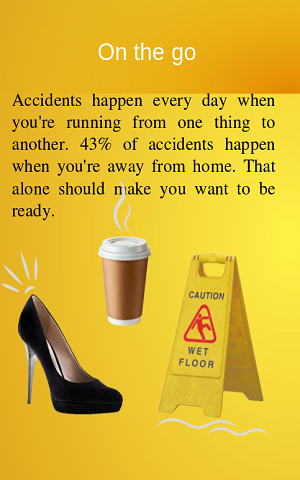 On the go
Accidents happen every day when
you're running from one thing to
another. 43% of accidents happen
when you're away from home. That
alone should make you want to be
ready.
CAUTION
WET
FLOOR